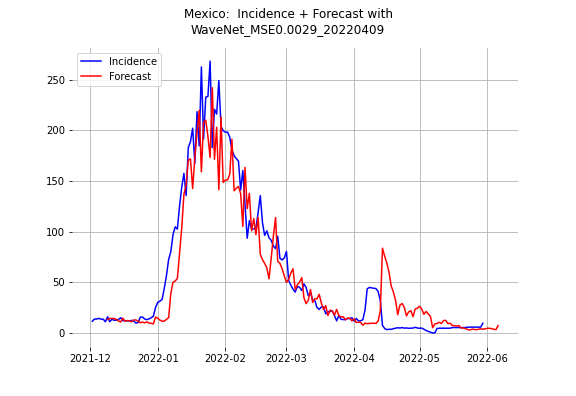 Mexico:  Incidence + Forecast with
WaveNet_MSE0.0029_20220409
Incidence
Forecast
250
200
150
100
50
0
2021-12 2022-01 2022-02 2022-03 2022-04 2022-05 2022-06